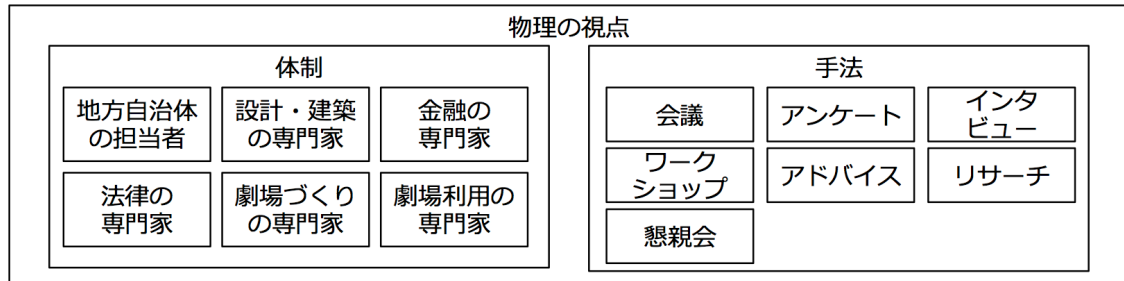 物理の視点
体制
地方自治体
の担当者
設計・建築
の専門家
金融の
専門家
法律の
専門家
劇場づくり
の専門家
劇場利用の
専門家
手法
会議
アンケート
インタ
ビュー
ワーク
ショップ
アドバイス
リサーチ
懇親会